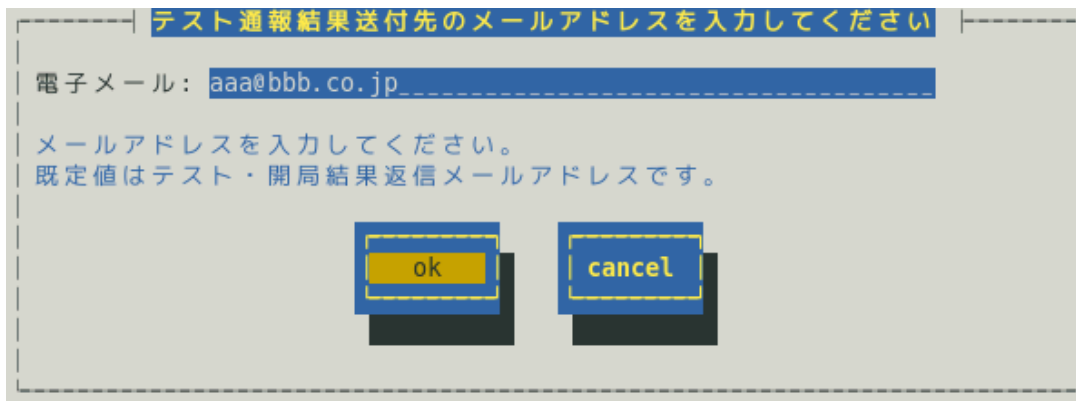 テスト通報結果送付先のメールアドレスを入力してください
電子メール: aaa@bbb.co.jp_____________________________________
メールアドレスを入力してください。
既定値はテスト・開局結果返信メールアドレスです。
ok cancel